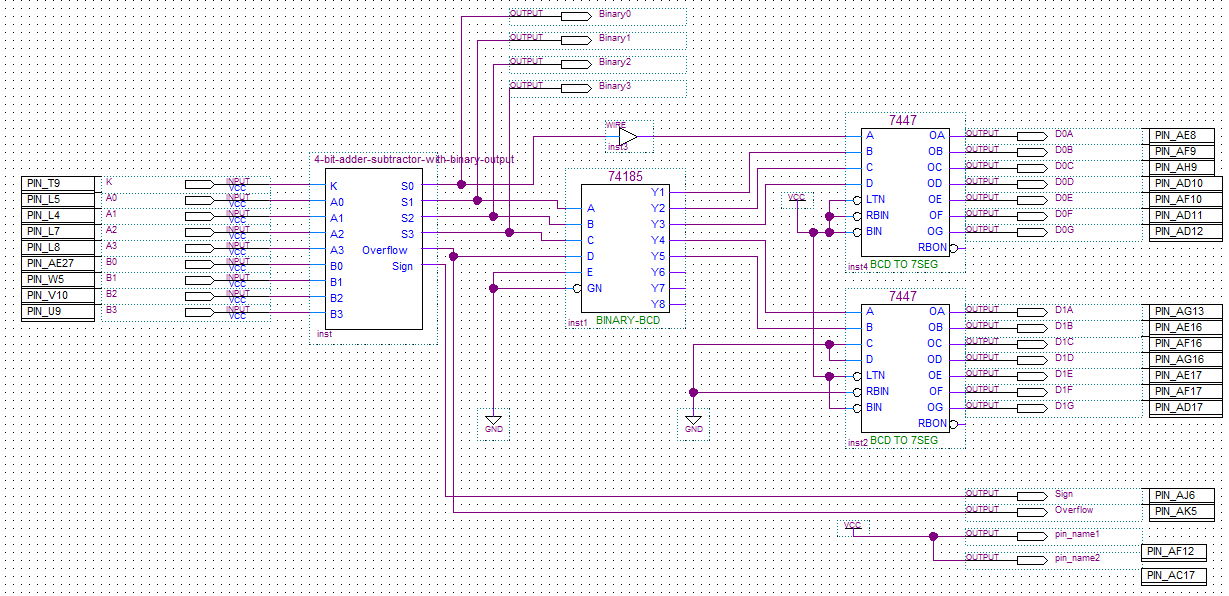 OUTPUT Binary0
OUTPUT Binary1
OUTPUT Binary2
OUTPUT Binary3
4-bit-adder-subtractor-with-binary-output
PIN_T9 K INPUT VCC
PIN_L5 A0 INPUT VCC
PIN_L4 A1 INPUT VCC
PIN_L7 A2 INPUT VCC
PIN_L8 A3 INPUT VCC
PIN_AE27 B0 INPUT VCC
PIN_W5 B1 INPUT VCC
PIN_V10 B2 INPUT VCC
PIN_U9 B3 INPUT VCC
K S0
A0 S1
A1 S2
A2 S3
A3 Overflow
B0 Sign
B1
B2
B3
inst
WIRE
inst3
74185
A Y1
B Y2
C Y3
D Y4
E Y5
GN Y6
Y7
Y8
inst1 BINARY-BCD
GND
VCC
7447
A OA
B OB
C OC
D OD
LTN OE
RBIN OF
BIN OG
RBON
inst4 BCD TO 7SEG
OUTPUT D0A PIN_AE8
OUTPUT D0B PIN_AF9
OUTPUT D0C PIN_AH9
OUTPUT D0D PIN_AD10
OUTPUT D0E PIN_AF10
OUTPUT D0F PIN_AD11
OUTPUT D0G PIN_AD12
7447
A OA
B OB
C OC
D OD
LTN OE
RBIN OF
BIN OG
RBON
inst2 BCD TO 7SEG
GND
OUTPUT D1A PIN_AG13
OUTPUT D1B PIN_AE16
OUTPUT D1C PIN_AF16
OUTPUT D1D PIN_AG16
OUTPUT D1E PIN_AE17
OUTPUT D1F PIN_AF17
OUTPUT D1G PIN_AD17
OUTPUT Sign PIN_AJ6
OUTPUT Overflow PIN_AK5
VCC
OUTPUT pin_name1
PIN_AF12
OUTPUT pin_name2
PIN_AC17